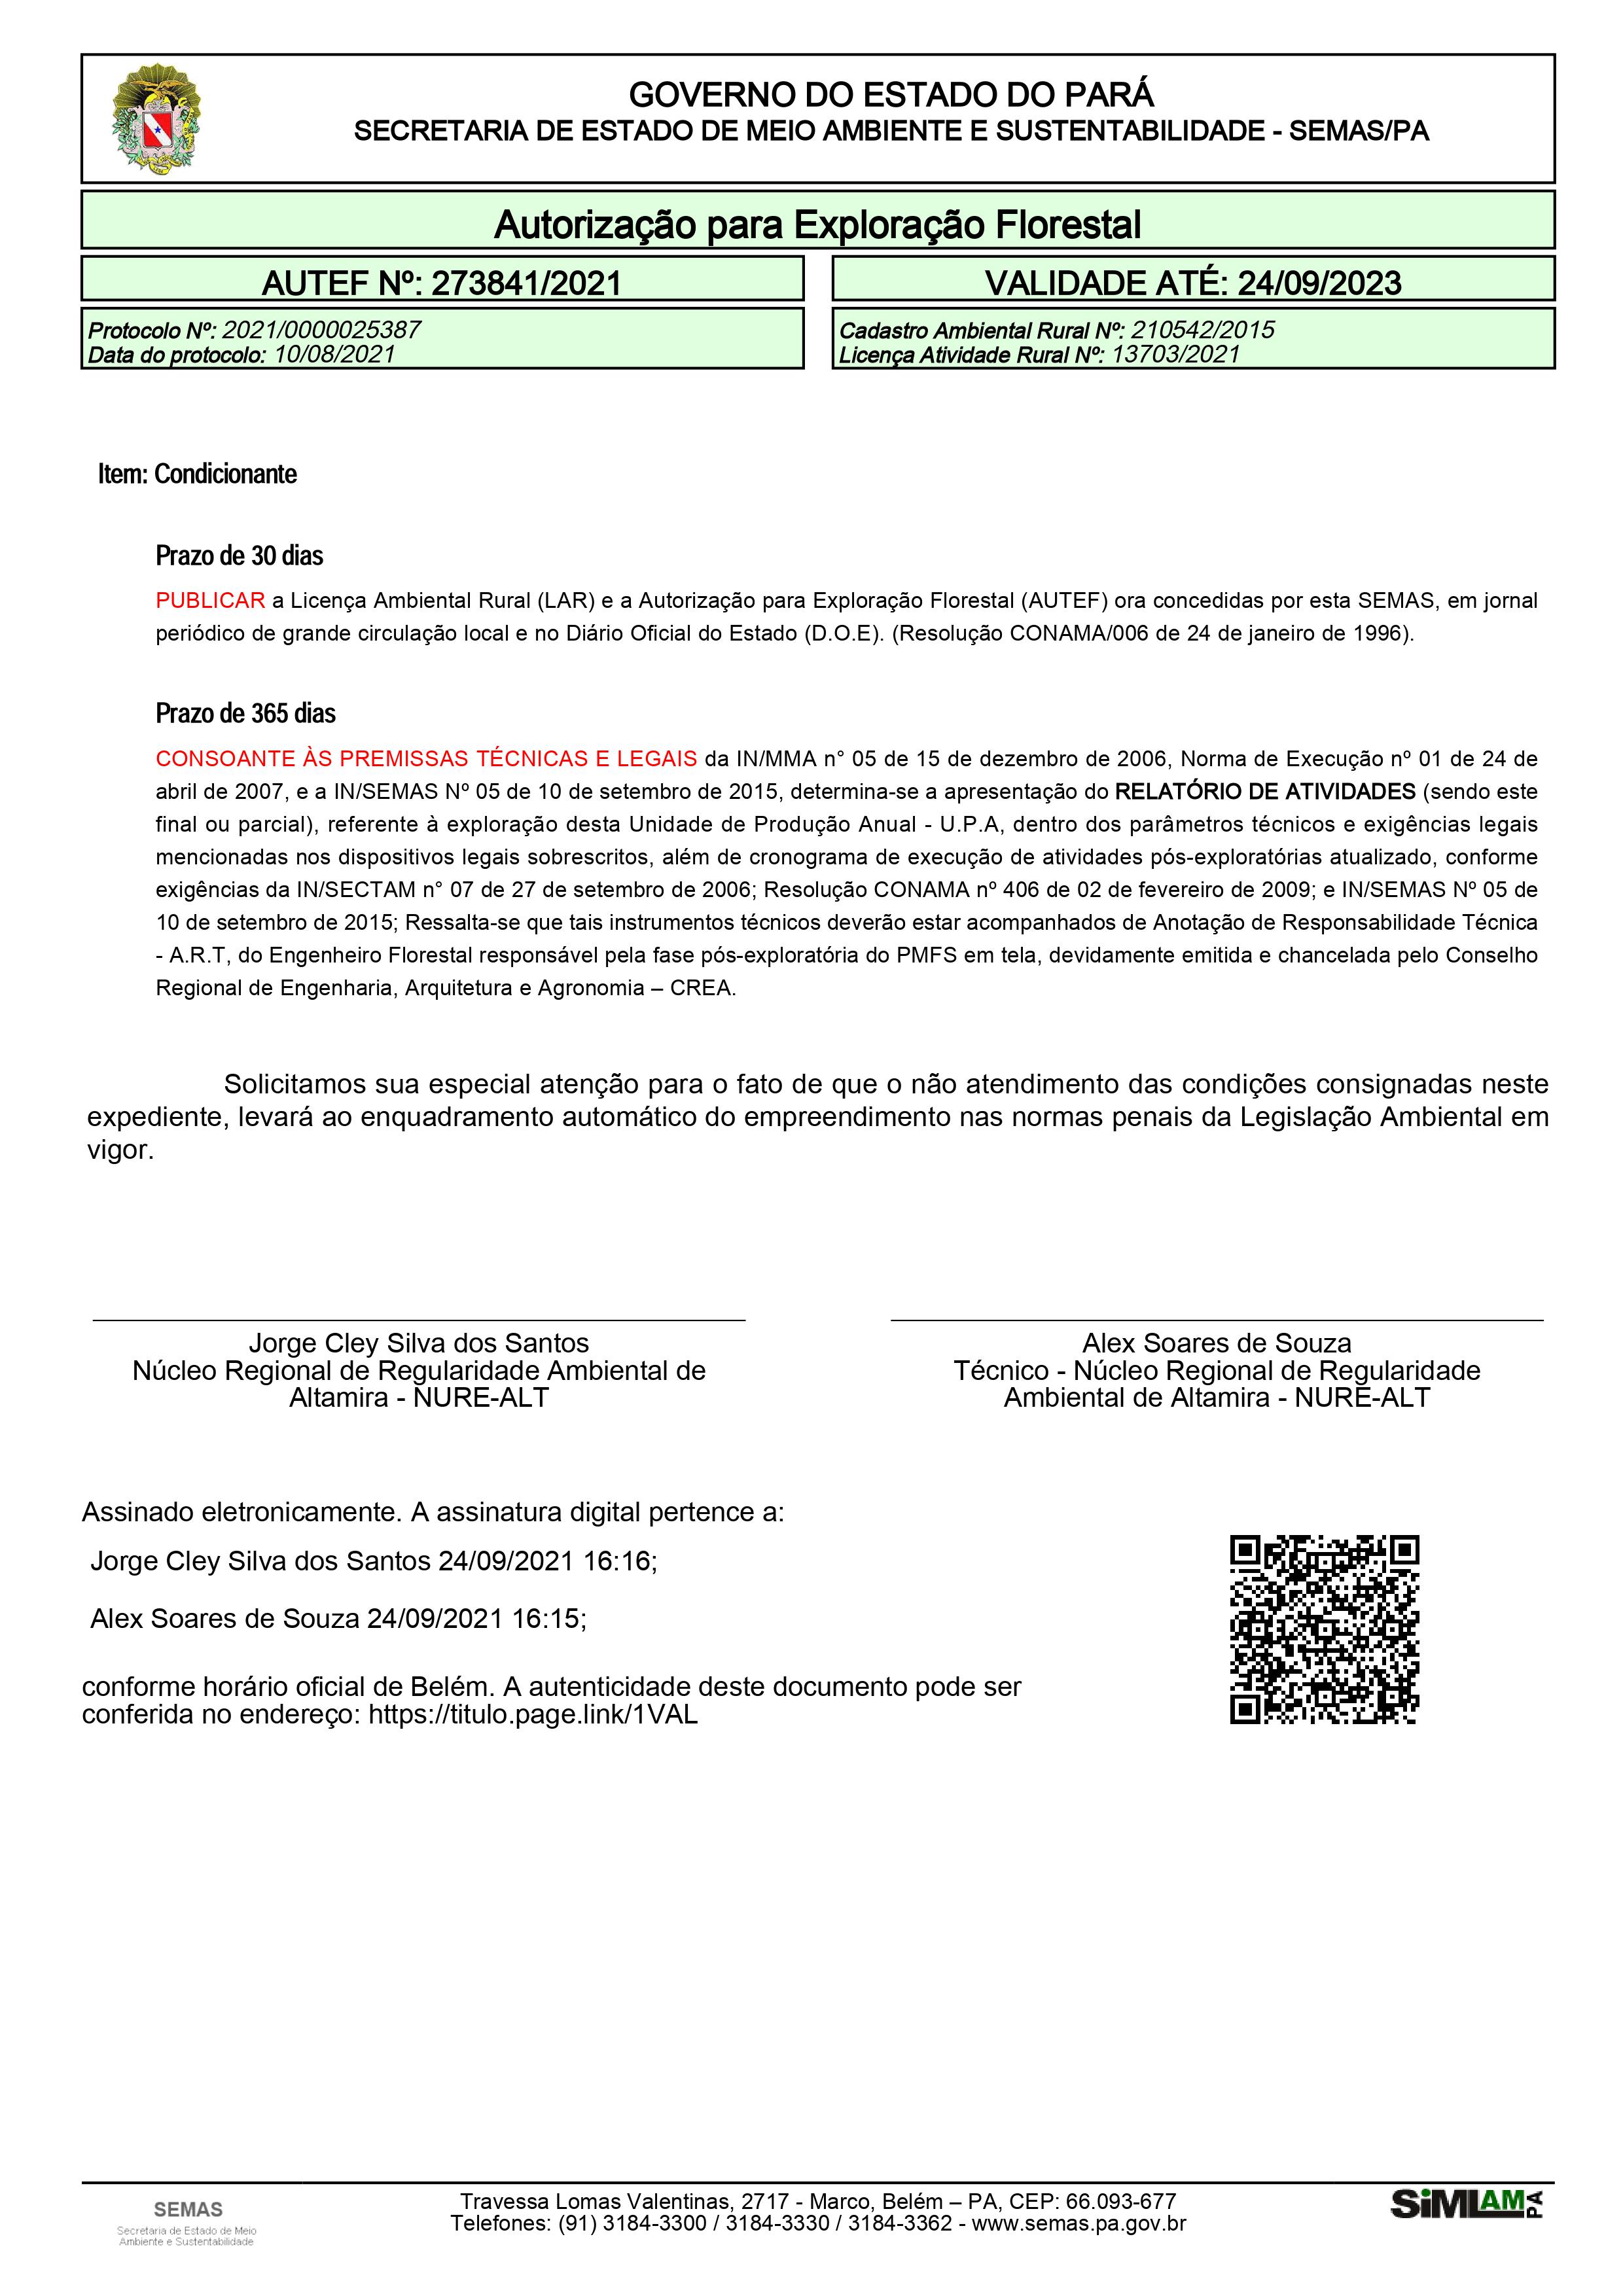 GOVERNO DO ESTADO DO PARÁ
SECRETARIA DE ESTADO DE MEIO AMBIENTE E SUSTENTABILIDADE - SEMAS/PA
Autorização para Exploração Florestal
AUTEF Nº: 273841/2021
VALIDADE ATÉ: 24/09/2023
Protocolo Nº: 2021/0000025387
Data do protocolo: 10/08/2021
Cadastro Ambiental Rural Nº: 210542/2015
Licença Atividade Rural Nº: 13703/2021
Item: Condicionante
Prazo de 30 dias
PUBLICAR a Licença Ambiental Rural (LAR) e a Autorização para Exploração Florestal (AUTEF) ora concedidas por esta SEMAS, em jornal
periódico de grande circulação local e no Diário Oficial do Estado (D.O.E). (Resolução CONAMA/006 de 24 de janeiro de 1996).
Prazo de 365 dias
CONSOANTE ÀS PREMISSAS TÉCNICAS E LEGAIS da IN/MMA n° 05 de 15 de dezembro de 2006, Norma de Execução nº 01 de 24 de
abril de 2007, e a IN/SEMAS Nº 05 de 10 de setembro de 2015, determina-se a apresentação do RELATÓRIO DE ATIVIDADES (sendo este
final ou parcial), referente à exploração desta Unidade de Produção Anual - U.P.A, dentro dos parâmetros técnicos e exigências legais
mencionadas nos dispositivos legais sobrescritos, além de cronograma de execução de atividades pós-exploratórias atualizado, conforme
exigências da IN/SECTAM n° 07 de 27 de setembro de 2006; Resolução CONAMA nº 406 de 02 de fevereiro de 2009; e IN/SEMAS Nº 05 de
10 de setembro de 2015; Ressalta-se que tais instrumentos técnicos deverão estar acompanhados de Anotação de Responsabilidade Técnica
- A.R.T, do Engenheiro Florestal responsável pela fase pós-exploratória do PMFS em tela, devidamente emitida e chancelada pelo Conselho
Regional de Engenharia, Arquitetura e Agronomia – CREA.
Solicitamos sua especial atenção para o fato de que o não atendimento das condições consignadas neste
expediente, levará ao enquadramento automático do empreendimento nas normas penais da Legislação Ambiental em
vigor.
Jorge Cley Silva dos Santos
Núcleo Regional de Regularidade Ambiental de
Altamira - NURE-ALT
Alex Soares de Souza
Técnico - Núcleo Regional de Regularidade
Ambiental de Altamira - NURE-ALT
Assinado eletronicamente. A assinatura digital pertence a:
Jorge Cley Silva dos Santos 24/09/2021 16:16;
Alex Soares de Souza 24/09/2021 16:15;
conforme horário oficial de Belém. A autenticidade deste documento pode ser
conferida no endereço: https://titulo.page.link/1VAL
SEMAS
Secretaria de Estado de Meio
Ambiente e Sustentabilidade
Travessa Lomas Valentinas, 2717 - Marco, Belém – PA, CEP: 66.093-677
Telefones: (91) 3184-3300 / 3184-3330 / 3184-3362 - www.semas.pa.gov.br
SiMLAM PA